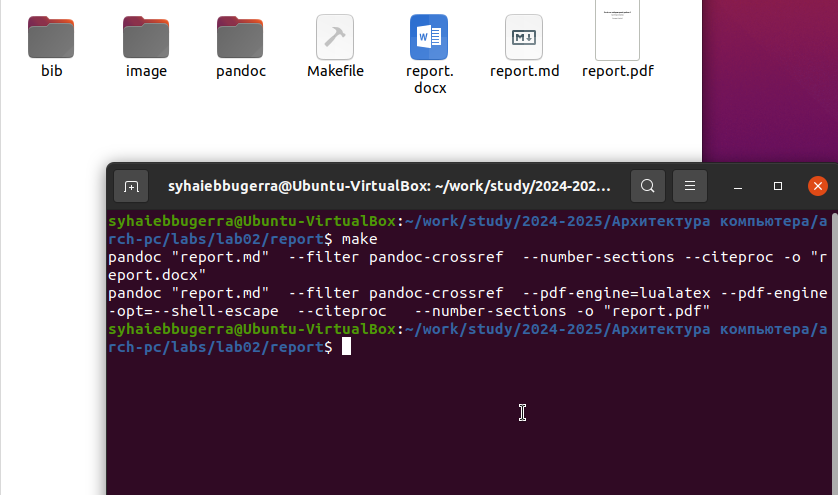 bib image pandoc Makefile report. report.md report.pdf
docx
syhaiebbugerra@Ubuntu-VirtualBox: ~/work/study/2024-202...
syhaiebbugerra@Ubuntu-VirtualBox:~/work/study/2024-2025/Архитектура компьютера/a
rch-pc/labs/lab02/report$ make
pandoc "report.md"  --filter pandoc-crossref  --number-sections --citeproc -o "r
eport.docx"
pandoc "report.md"  --filter pandoc-crossref  --pdf-engine=lualatex --pdf-engine
-opt=--shell-escape  --citeproc   --number-sections -o "report.pdf"
syhaiebbugerra@Ubuntu-VirtualBox:~/work/study/2024-2025/Архитектура компьютера/a
rch-pc/labs/lab02/report$